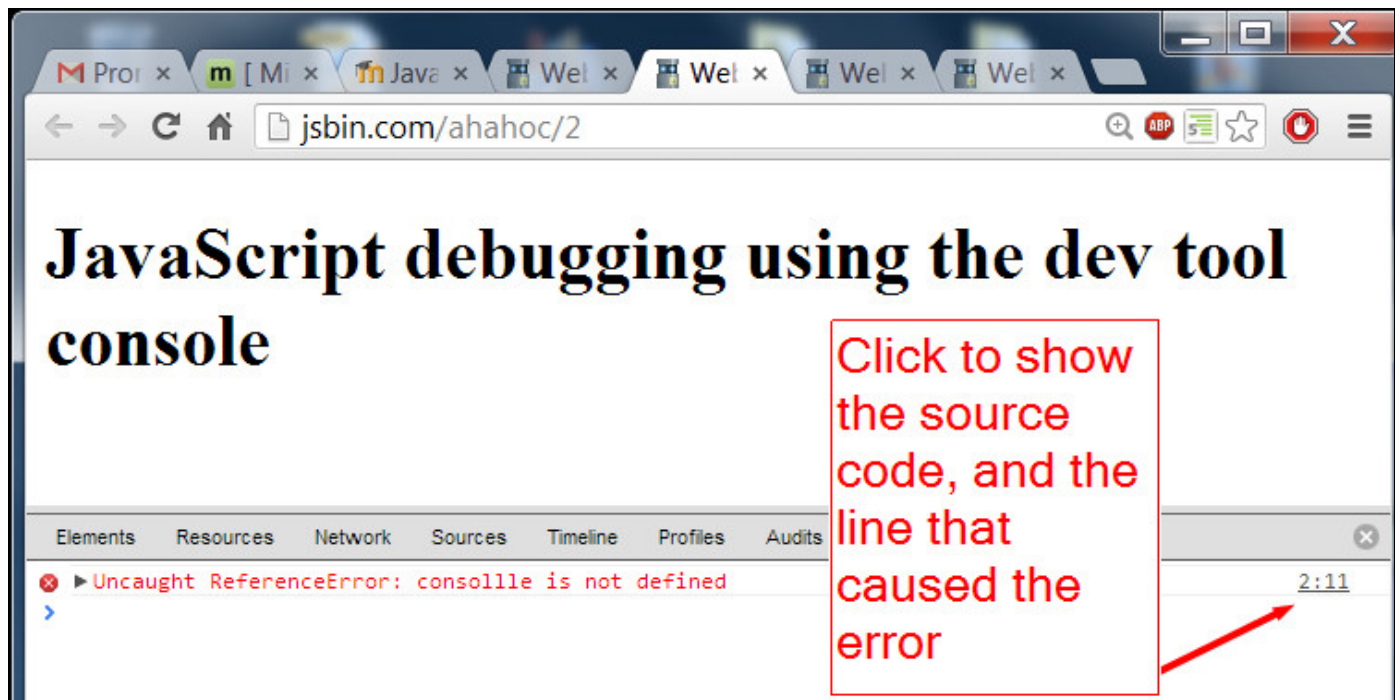 Pror
m [ Mi
Java
Wel
Wel
Wel
Wel
jsbin.com/ahahoc/2
ABP
JavaScript debugging using the dev tool
console
Click to show
the source
code, and the
line that
caused the
error
Elements Resources Network Sources Timeline Profiles Audits
Uncaught ReferenceError: consollle is not defined 2:11